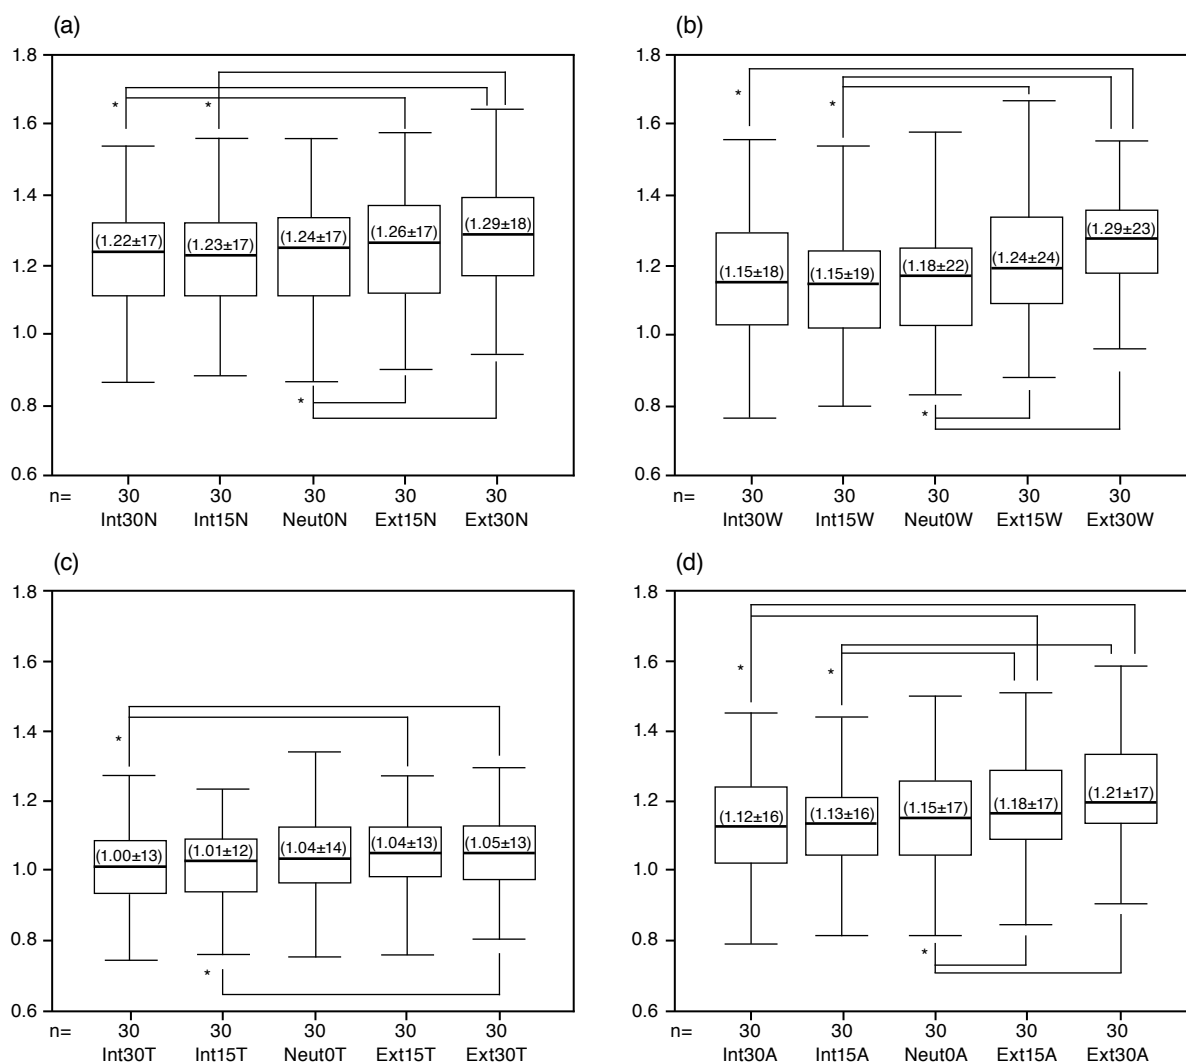 (a)
1.8
1.6
1.4
1.2
1.0
0.8
0.6
* *
(1.22±17) (1.23±17) (1.24±17) (1.26±17) (1.29±18)
*
n= 30 30 30 30 30
Int30N Int15N Neut0N Ext15N Ext30N
(b)
1.8
1.6
1.4
1.2
1.0
0.8
0.6
* *
(1.15±18) (1.15±19) (1.18±22) (1.24±24) (1.29±23)
*
n= 30 30 30 30 30
Int30W Int15W Neut0W Ext15W Ext30W
(c)
1.8
1.6
1.4
1.2
1.0
0.8
0.6
*
(1.00±13) (1.01±12) (1.04±14) (1.04±13) (1.05±13)
*
n= 30 30 30 30 30
Int30T Int15T Neut0T Ext15T Ext30T
(d)
1.8
1.6
1.4
1.2
1.0
0.8
0.6
* *
(1.12±16) (1.13±16) (1.15±17) (1.18±17) (1.21±17)
*
n= 30 30 30 30 30
Int30A Int15A Neut0A Ext15A Ext30A